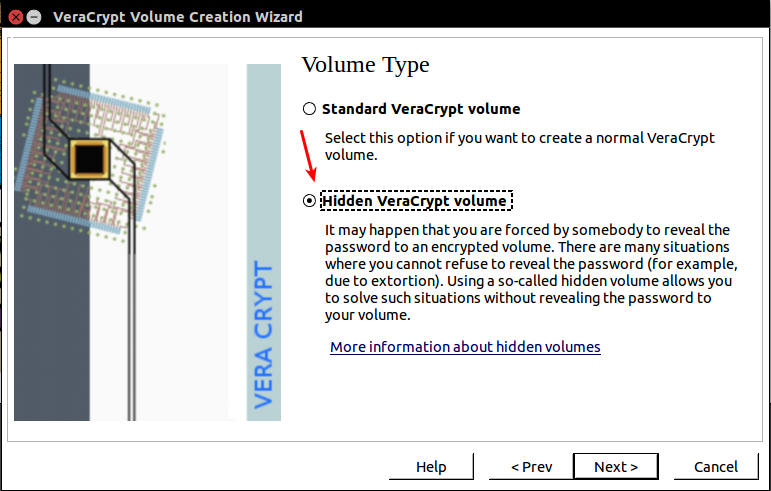 VeraCrypt Volume Creation Wizard
Volume Type
Standard VeraCrypt volume
Select this option if you want to create a normal VeraCrypt
volume.
Hidden VeraCrypt volume
It may happen that you are forced by somebody to reveal the
password to an encrypted volume. There are many situations
where you cannot refuse to reveal the password (for example,
due to extortion). Using a so-called hidden volume allows you
to solve such situations without revealing the password to
your volume.
More information about hidden volumes
VERA CRYPT
Help < Prev Next > Cancel